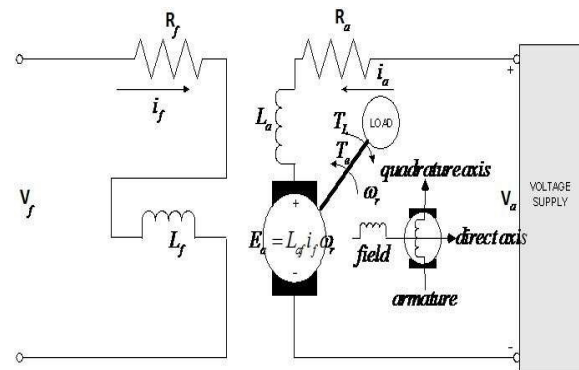 R_f
R_a
i_f
i_a
+
L_a
T_L
LOAD
T_a
quadrature axis
ω_r
V_f
V_a
VOLTAGE SUPPLY
+
L_f
E_a = L_af i_f ω_r
direct axis
field
-
armature
-